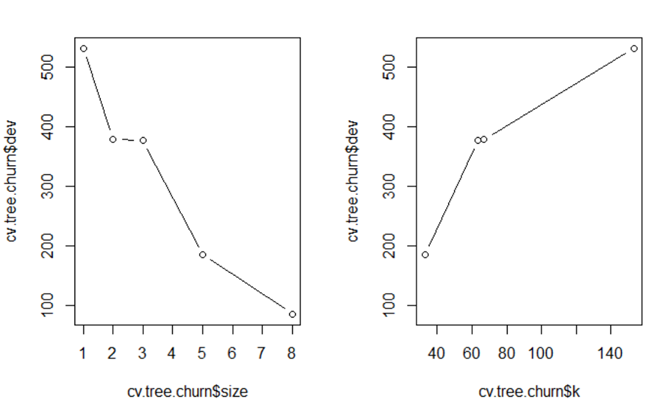 cv.tree.churn$dev
100 200 300 400 500
1 2 3 4 5 6 7 8
cv.tree.churn$size
cv.tree.churn$dev
100 200 300 400 500
40 60 80 100 140
cv.tree.churn$k